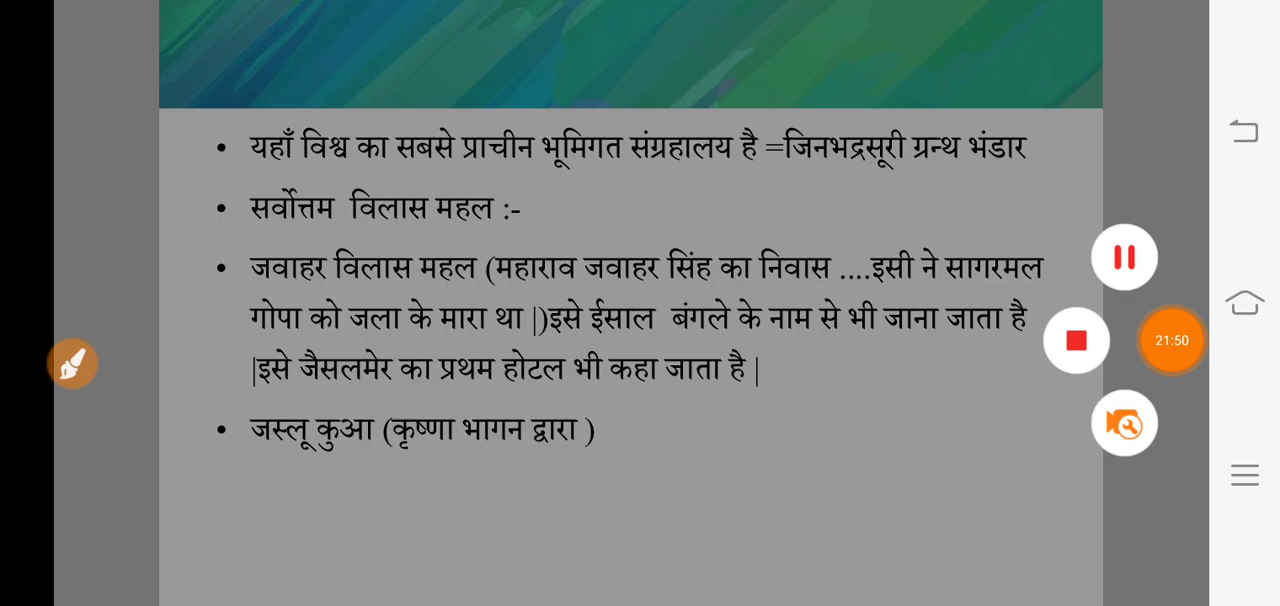 • यहाँ विश्व का सबसे प्राचीन भूमिगत संग्रहालय है =जिनभद्रसूरी ग्रन्थ भंडार
• सर्वोत्तम विलास महल :-
• जवाहर विलास महल (महाराव जवाहर सिंह का निवास ....इसी ने सागरमल
गोपा को जला के मारा था |)इसे ईसाल बंगले के नाम से भी जाना जाता है
|इसे जैसलमेर का प्रथम होटल भी कहा जाता है |
• जस्लू कुआ (कृष्णा भागन द्वारा )
21:50